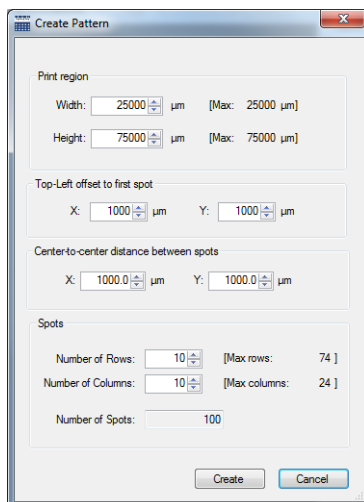 Create Pattern
Print region
Width: 25000 µm [Max: 25000 µm]
Height: 75000 µm [Max: 75000 µm]
Top-Left offset to first spot
X: 1000 µm Y: 1000 µm
Center-to-center distance between spots
X: 1000.0 µm Y: 1000.0 µm
Spots
Number of Rows: 10 [Max rows: 74 ]
Number of Columns: 10 [Max columns: 24 ]
Number of Spots: 100
Create Cancel